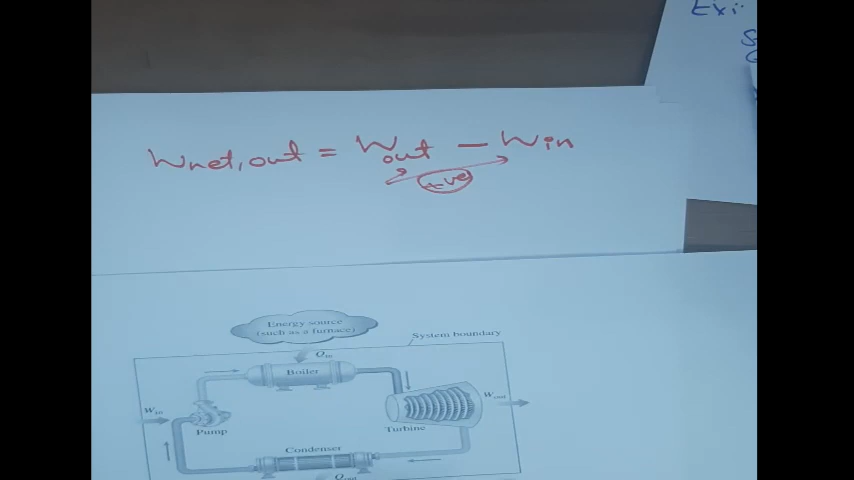 Exi:
Wnet,out = Wout - Win
+ve
Energy source
(such as a furnace)
System boundary
Qin
Boiler
Win
Wout
Pump
Turbine
Condenser
Qout